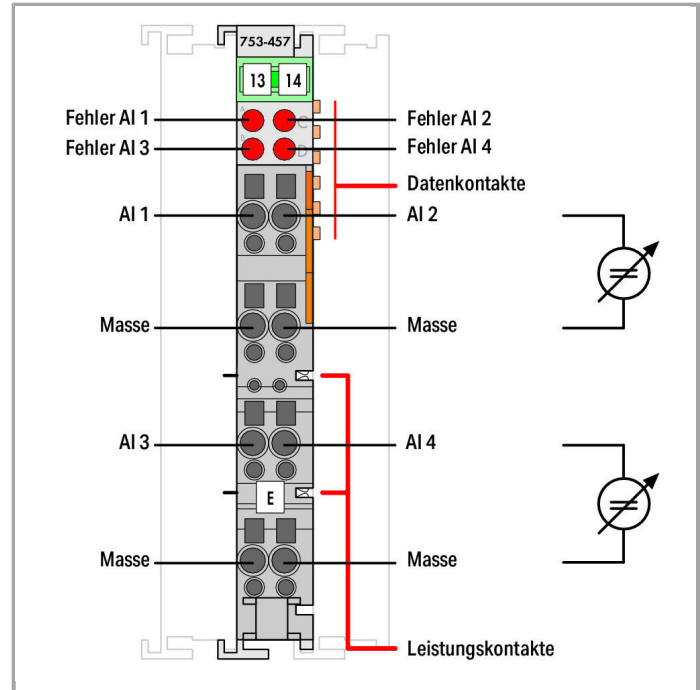 753-457
13 14
A C
Fehler AI 1 Fehler AI 2
B D
Fehler AI 3 Fehler AI 4
Datenkontakte
AI 1 AI 2
Masse Masse
AI 3 AI 4
E
Masse Masse
Leistungskontakte